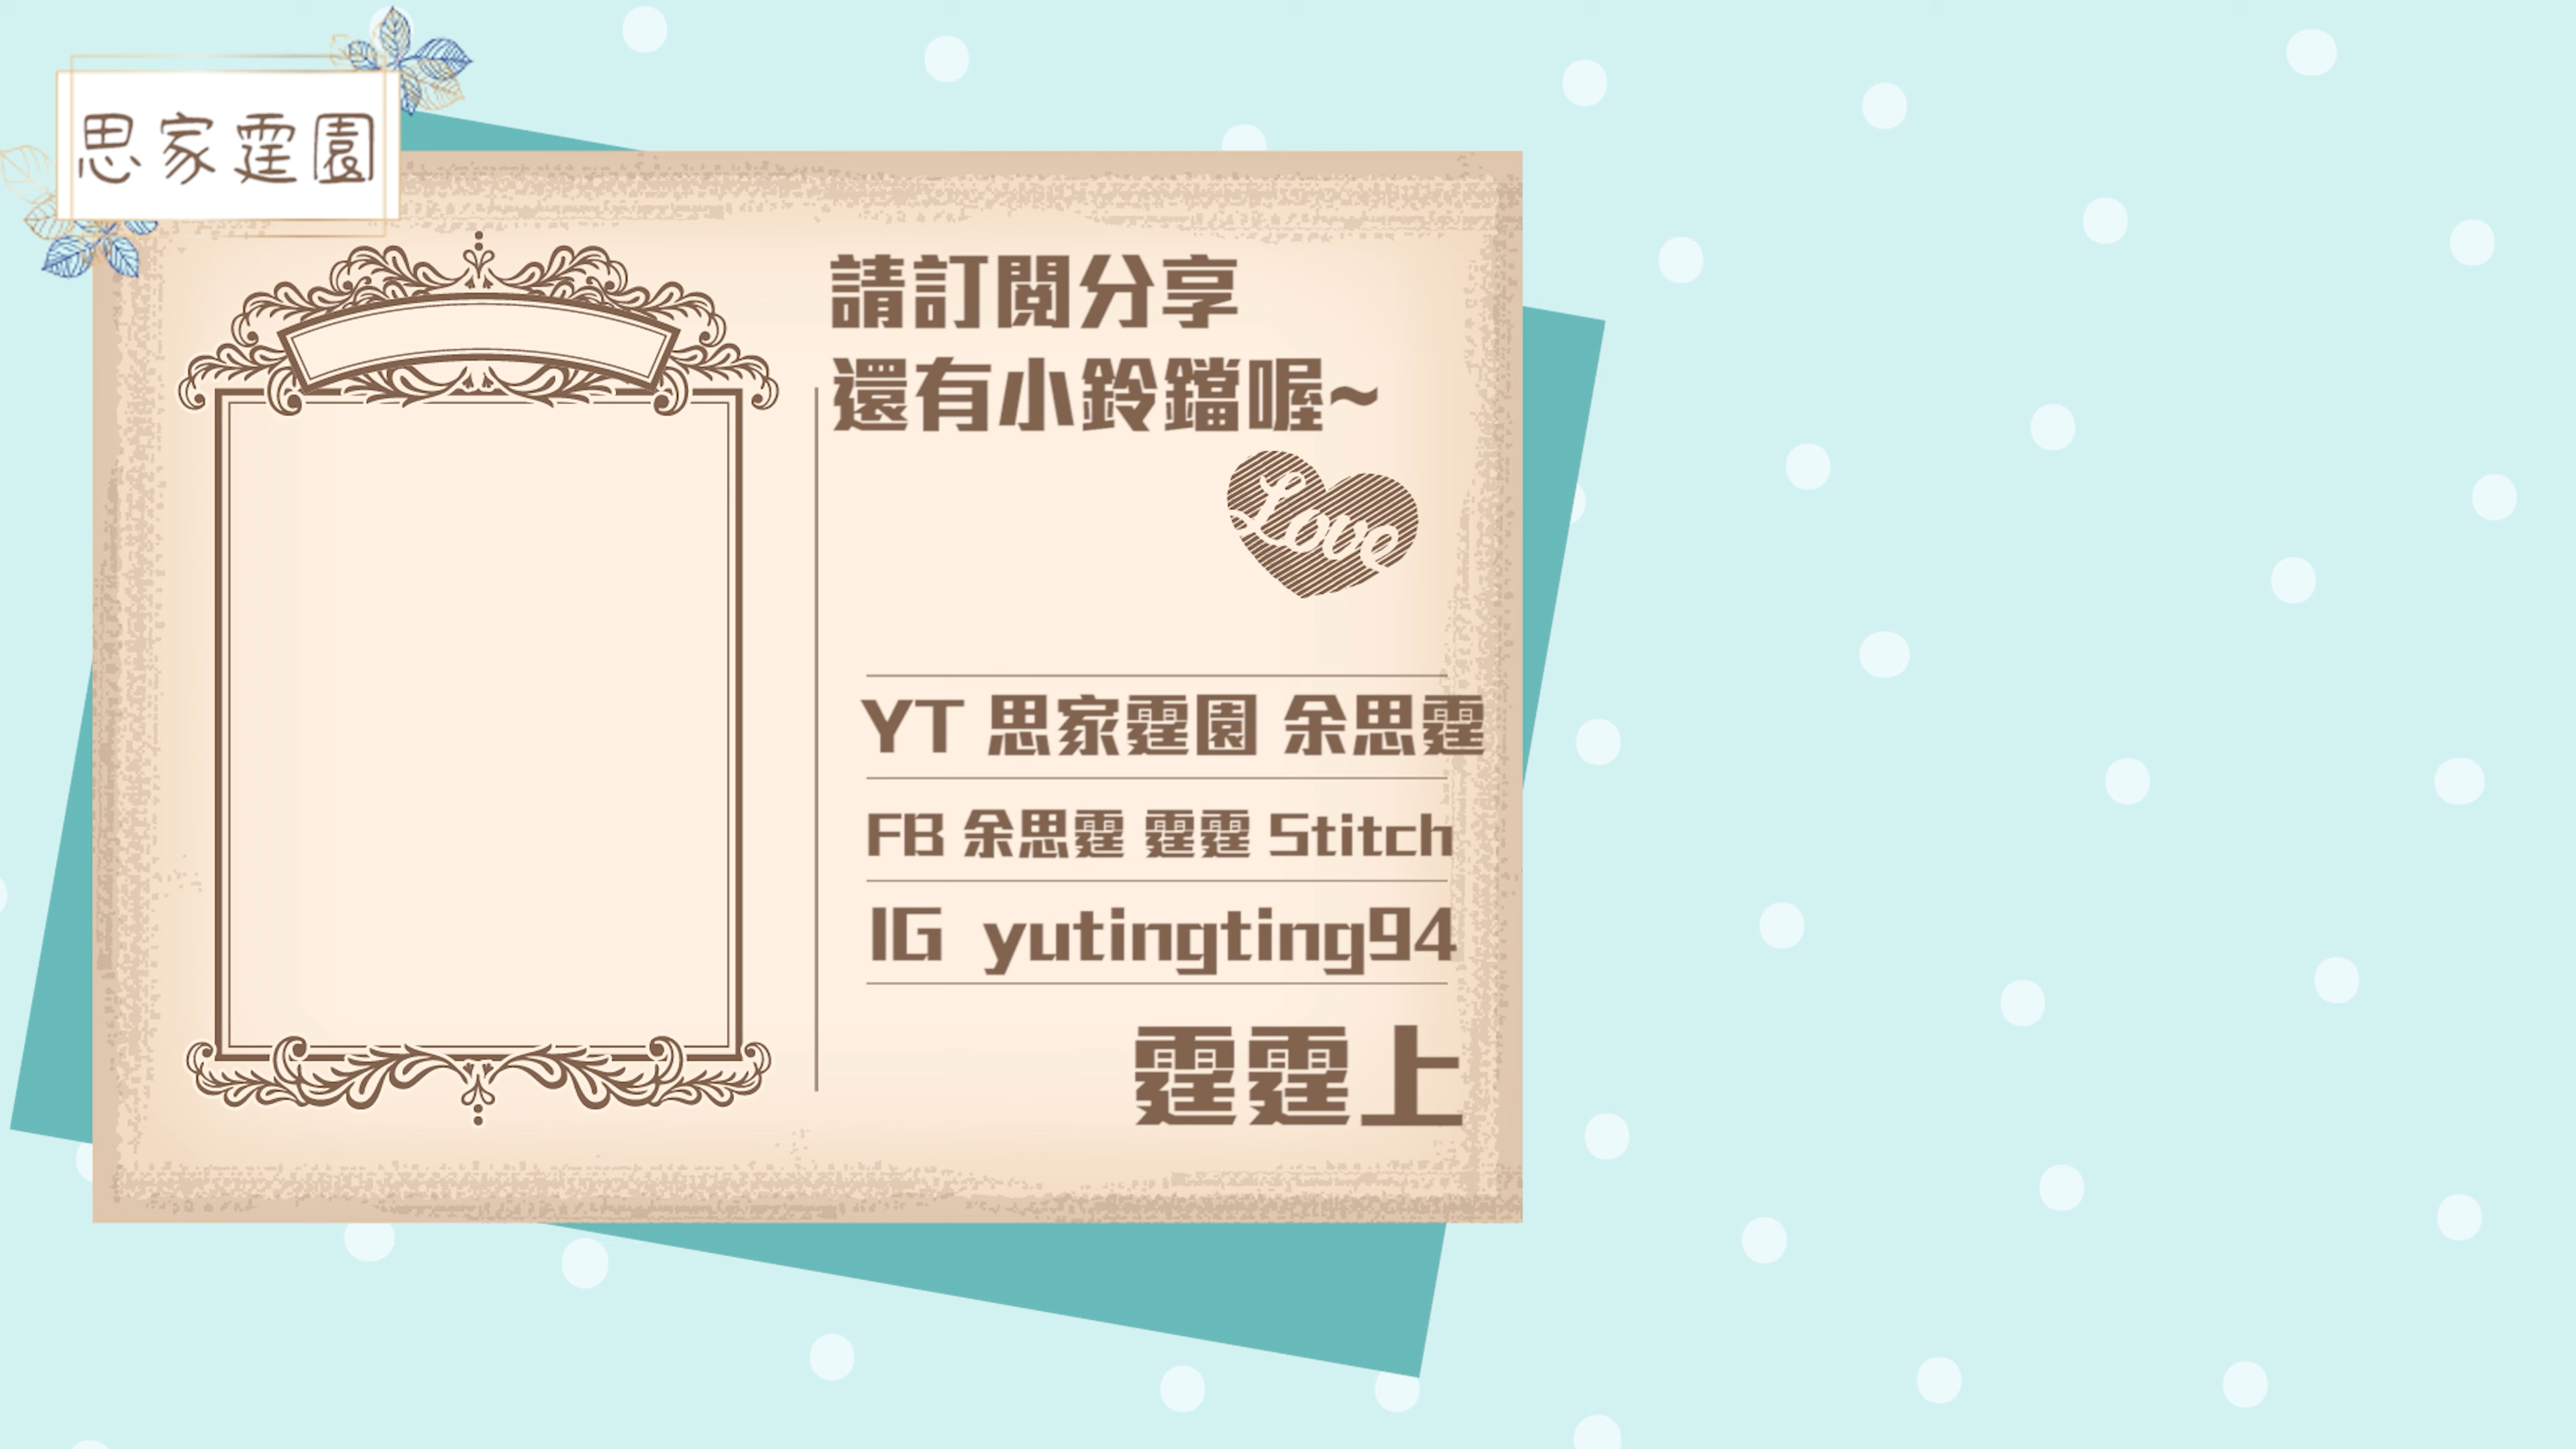 思家霆園
請訂閱分享
還有小鈴鐺喔~
Love
YT 思家霆園 余思霆
FB 余思霆 霆霆 Stitch
IG yutingting94
霆霆上